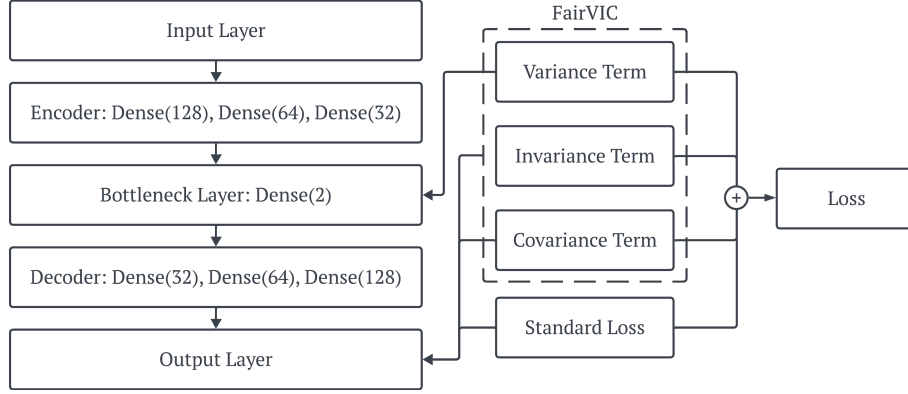 Input Layer
Encoder: Dense(128), Dense(64), Dense(32)
Bottleneck Layer: Dense(2)
Decoder: Dense(32), Dense(64), Dense(128)
Output Layer
FairVIC
Variance Term
Invariance Term
Covariance Term
Standard Loss
+
Loss